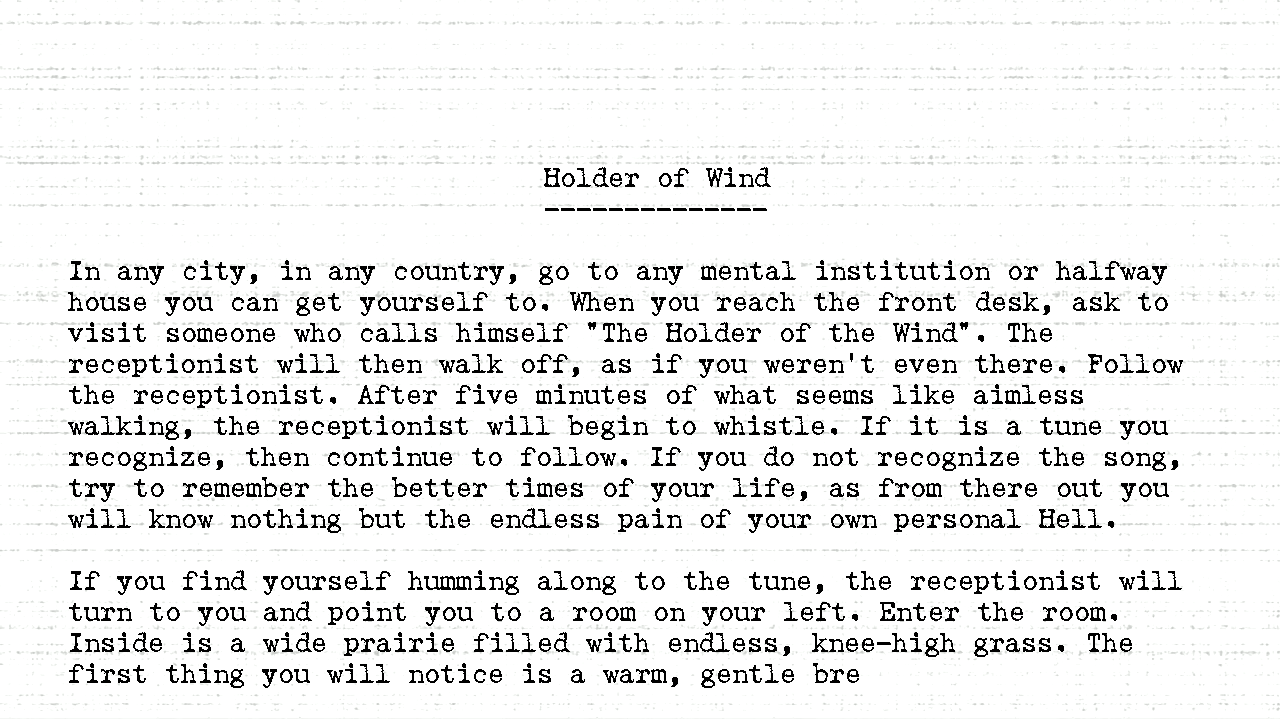 Holder of Wind
--------------
In any city, in any country, go to any mental institution or halfway
house you can get yourself to. When you reach the front desk, ask to
visit someone who calls himself "The Holder of the Wind". The
receptionist will then walk off, as if you weren't even there. Follow
the receptionist. After five minutes of what seems like aimless
walking, the receptionist will begin to whistle. If it is a tune you
recognize, then continue to follow. If you do not recognize the song,
try to remember the better times of your life, as from there out you
will know nothing but the endless pain of your own personal Hell.
If you find yourself humming along to the tune, the receptionist will
turn to you and point you to a room on your left. Enter the room.
Inside is a wide prairie filled with endless, knee-high grass. The
first thing you will notice is a warm, gentle bre